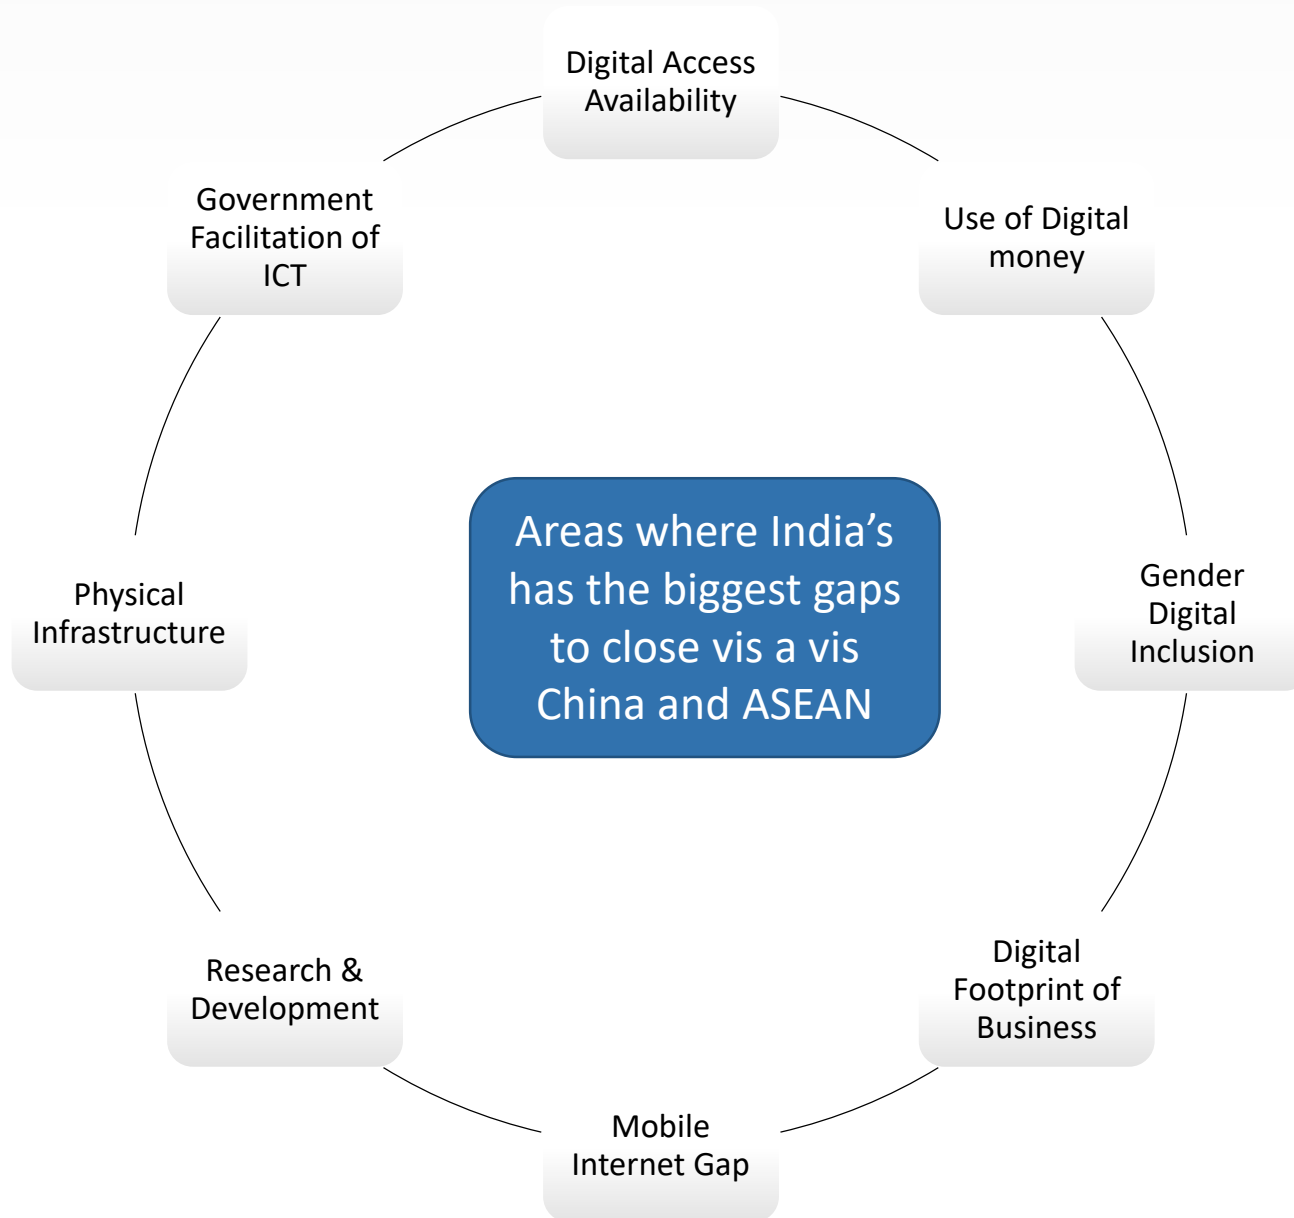 Digital Access
Availability
Use of Digital
money
Gender
Digital
Inclusion
Digital
Footprint of
Business
Mobile
Internet Gap
Research &
Development
Physical
Infrastructure
Government
Facilitation of
ICT
Areas where India’s
has the biggest gaps
to close vis a vis
China and ASEAN